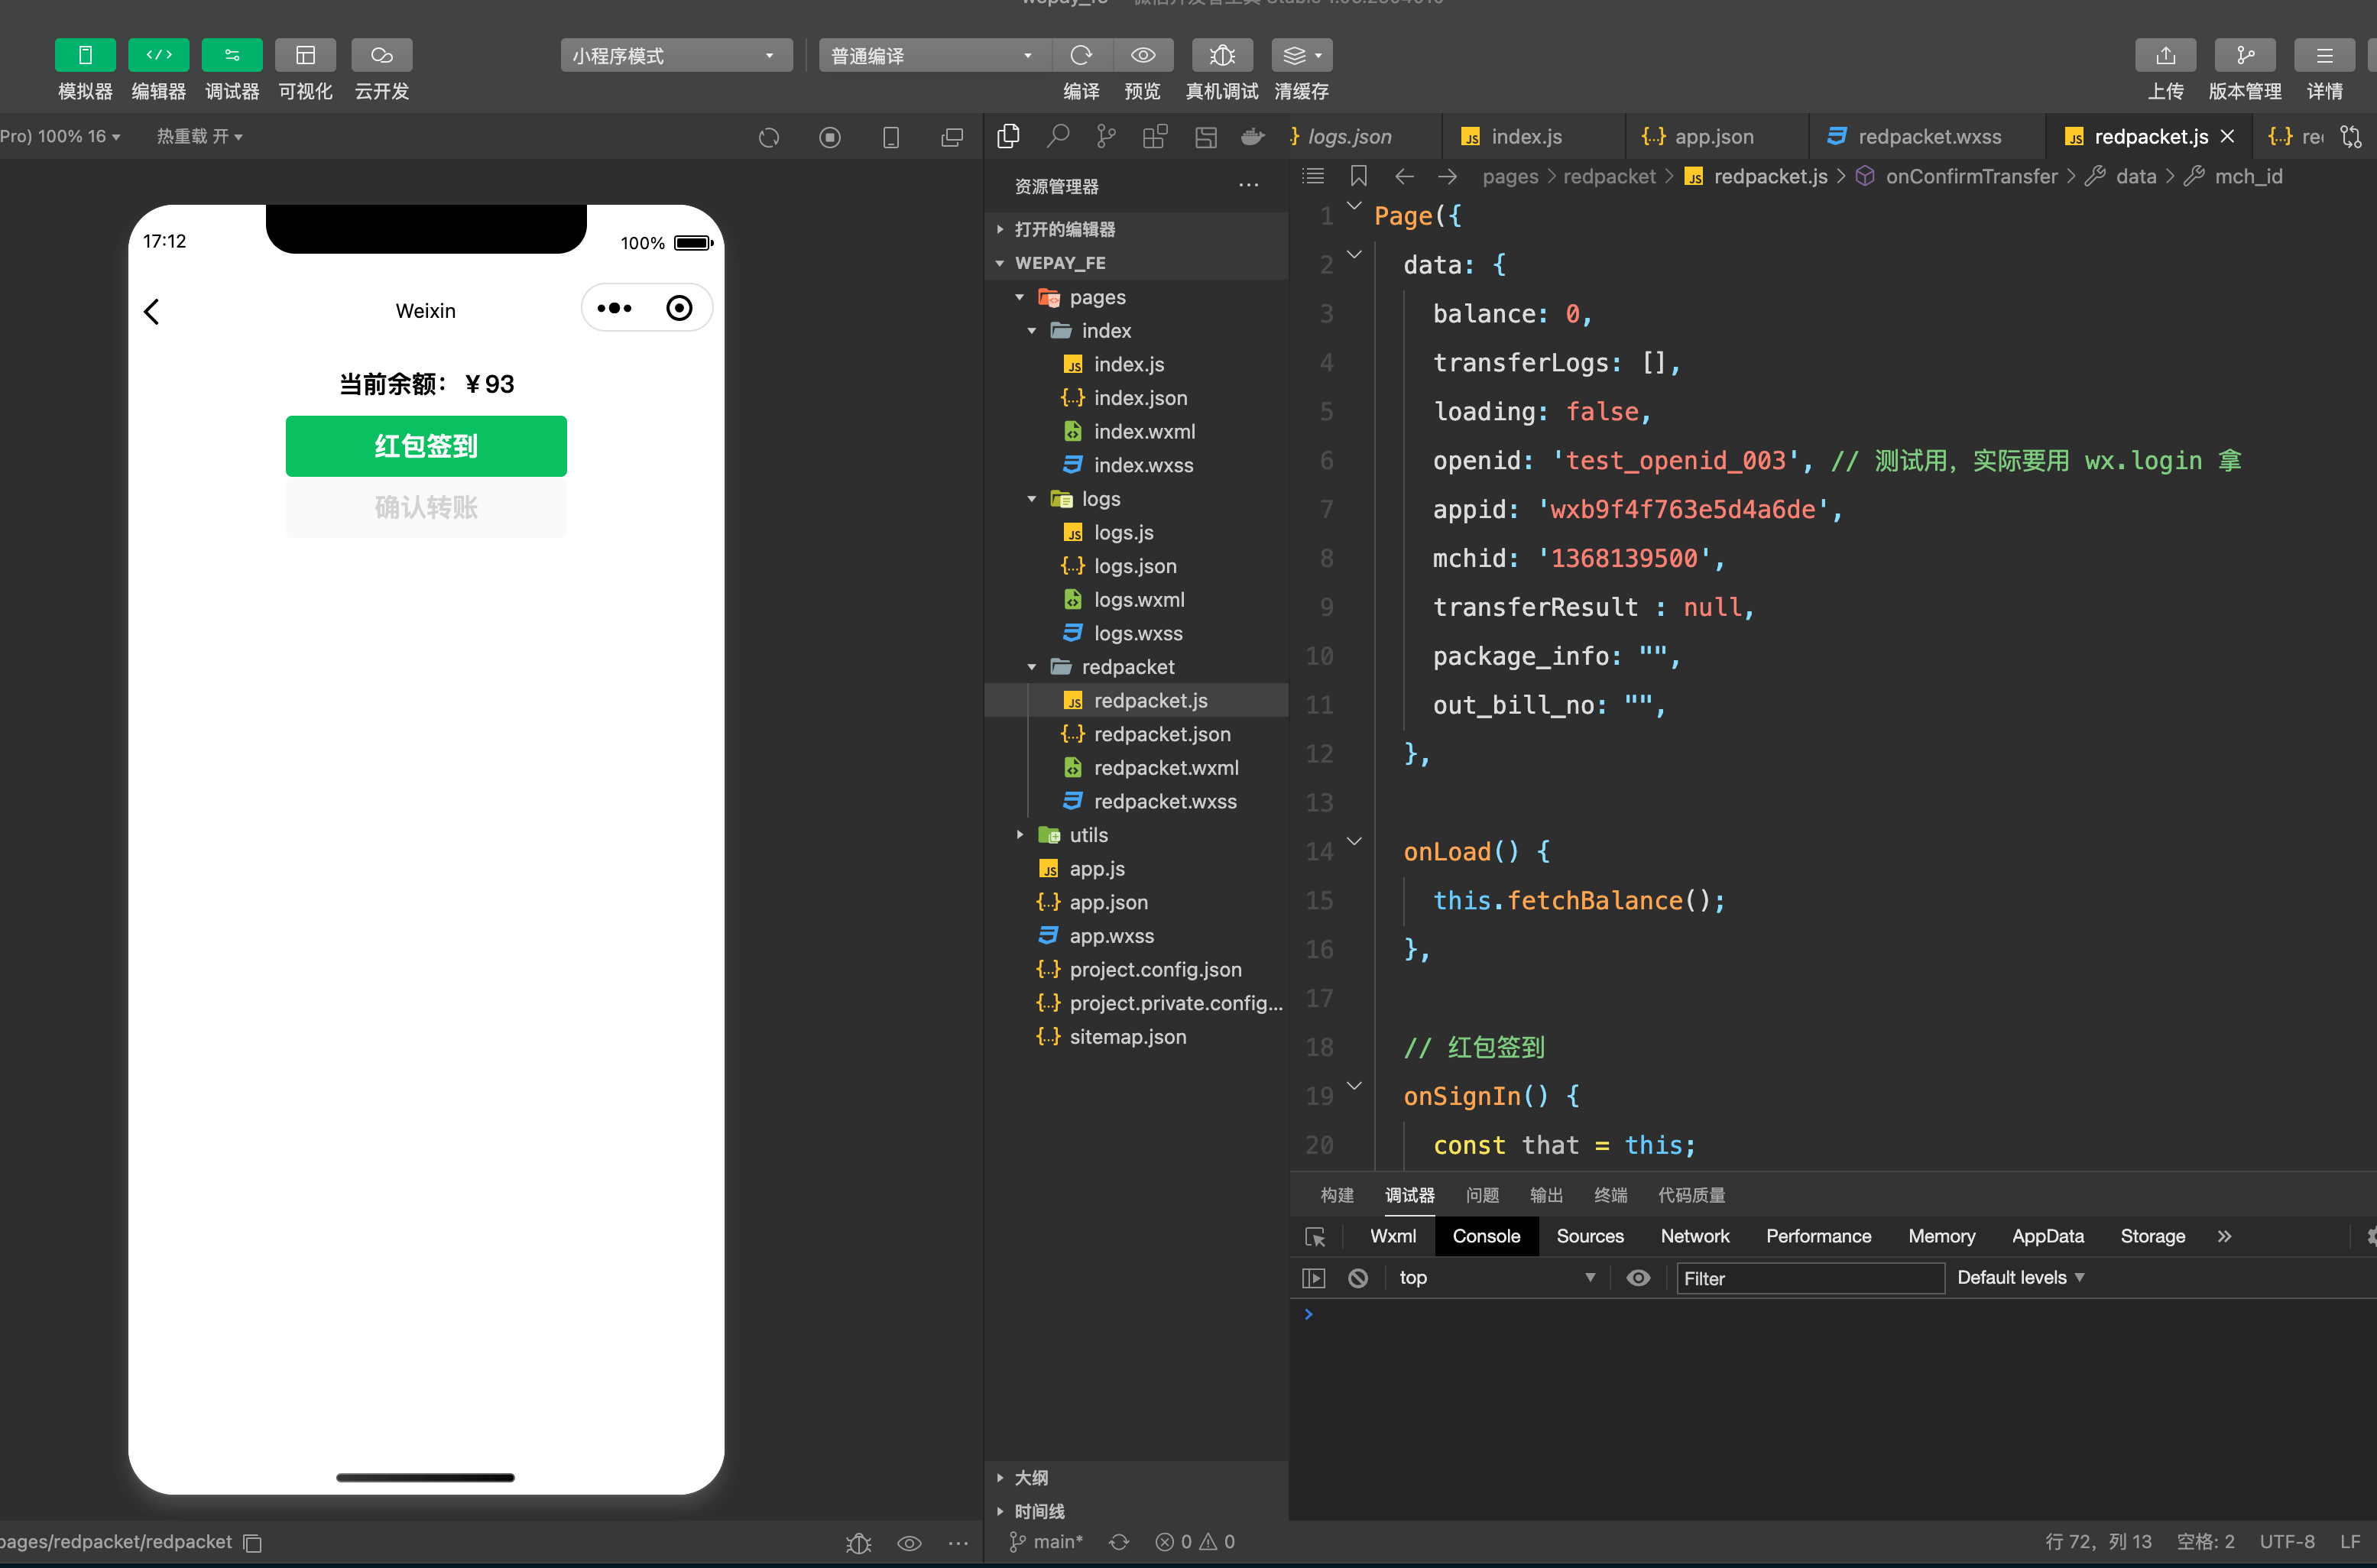 模拟器 编辑器 调试器 可视化 云开发
小程序模式 普通编译
编译 预览 真机调试 清缓存
上传 版本管理 详情
Pro) 100% 16 热重载 开
logs.json index.js app.json redpacket.wxss redpacket.js
pages > redpacket > redpacket.js > onConfirmTransfer > data > mch_id
17:12
100%
Weixin
当前余额：￥93
红包签到
确认转账
资源管理器
打开的编辑器
WEPAY_FE
pages
index
index.js
index.json
index.wxml
index.wxss
logs
logs.js
logs.json
logs.wxml
logs.wxss
redpacket
redpacket.js
redpacket.json
redpacket.wxml
redpacket.wxss
utils
app.js
app.json
app.wxss
project.config.json
project.private.config...
sitemap.json
大纲
时间线
1 Page({
2 data: {
3 balance: 0,
4 transferLogs: [],
5 loading: false,
6 openid: 'test_openid_003', // 测试用，实际要用 wx.login 拿
7 appid: 'wxb9f4f763e5d4a6de',
8 mchid: '1368139500',
9 transferResult : null,
10 package_info: "",
11 out_bill_no: "",
12 },
13
14 onLoad() {
15 this.fetchBalance();
16 },
17
18 // 红包签到
19 onSignIn() {
20 const that = this;
构建 调试器 问题 输出 终端 代码质量
Wxml Console Sources Network Performance Memory AppData Storage »
top Filter Default levels
pages/redpacket/redpacket
main* 0 0
行 72，列 13 空格: 2 UTF-8 LF